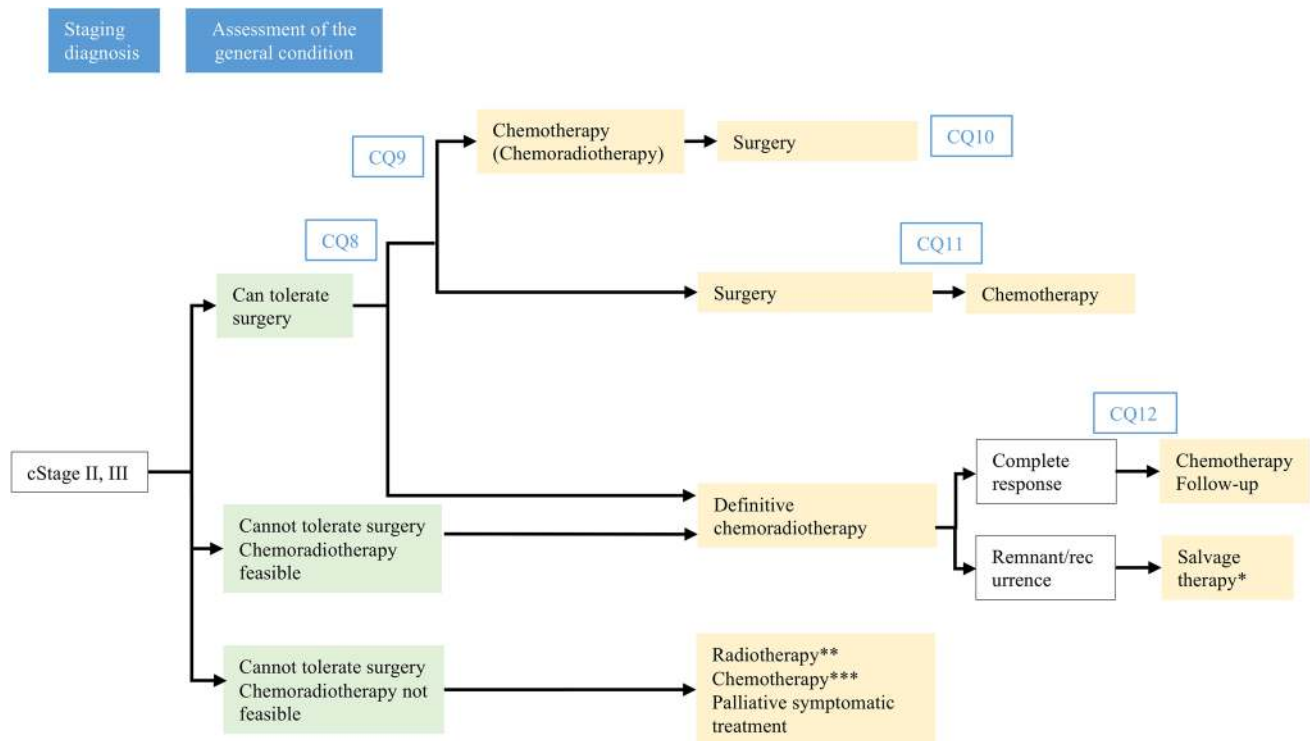 Staging
diagnosis
Assessment of the
general condition
Chemotherapy
(Chemoradiotherapy)
Surgery
CQ10
CQ9
CQ8
CQ11
Can tolerate
surgery
Surgery
Chemotherapy
CQ12
cStage II, III
Complete
response
Chemotherapy
Follow-up
Definitive
chemoradiotherapy
Cannot tolerate surgery
Chemoradiotherapy
feasible
Remnant/rec
urrence
Salvage
therapy*
Cannot tolerate surgery
Chemoradiotherapy not
feasible
Radiotherapy**
Chemotherapy***
Palliative symptomatic
treatment